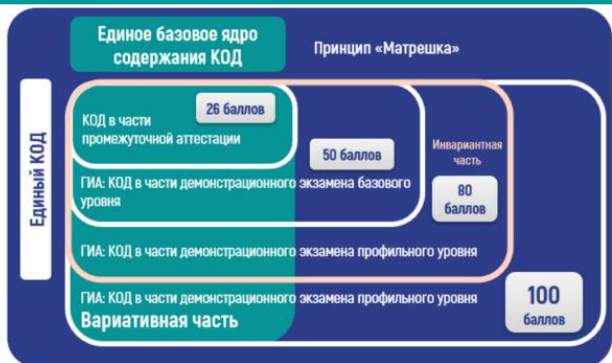 Единое базовое ядро
содержания КОД
Принцип «Матрешка»
Единый КОД
КОД в части
промежуточной аттестации
26 баллов
50 баллов
Инвариантная
часть
80
баллов
ГИА: КОД в части демонстрационного экзамена базового
уровня
ГИА: КОД в части демонстрационного экзамена профильного уровня
ГИА: КОД в части демонстрационного экзамена профильного уровня
Вариативная часть
100
баллов